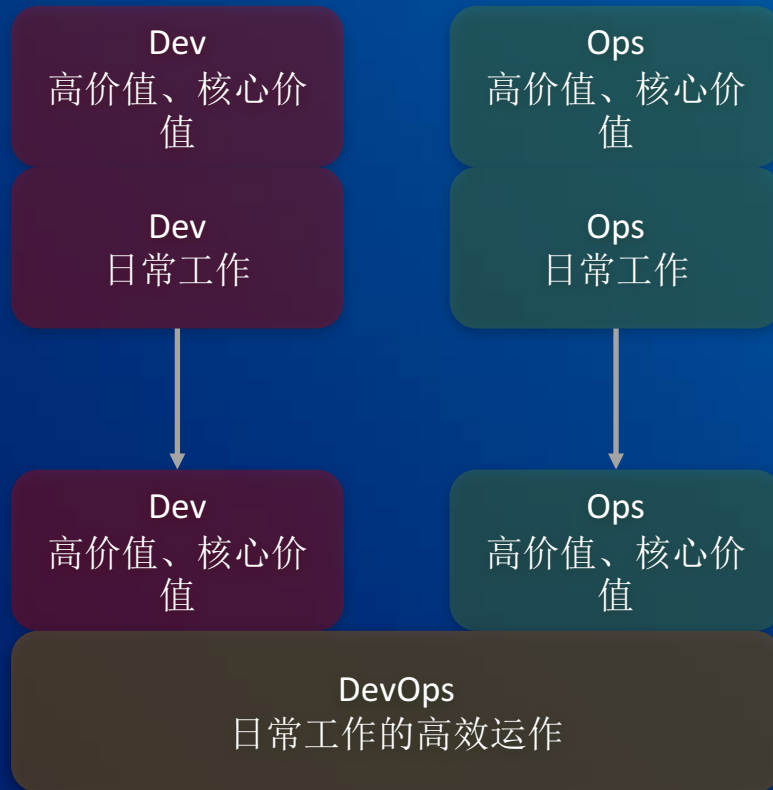 Dev
高价值、核心价
值
Ops
高价值、核心价
值
Dev
日常工作
Ops
日常工作
Dev
高价值、核心价
值
Ops
高价值、核心价
值
DevOps
日常工作的高效运作